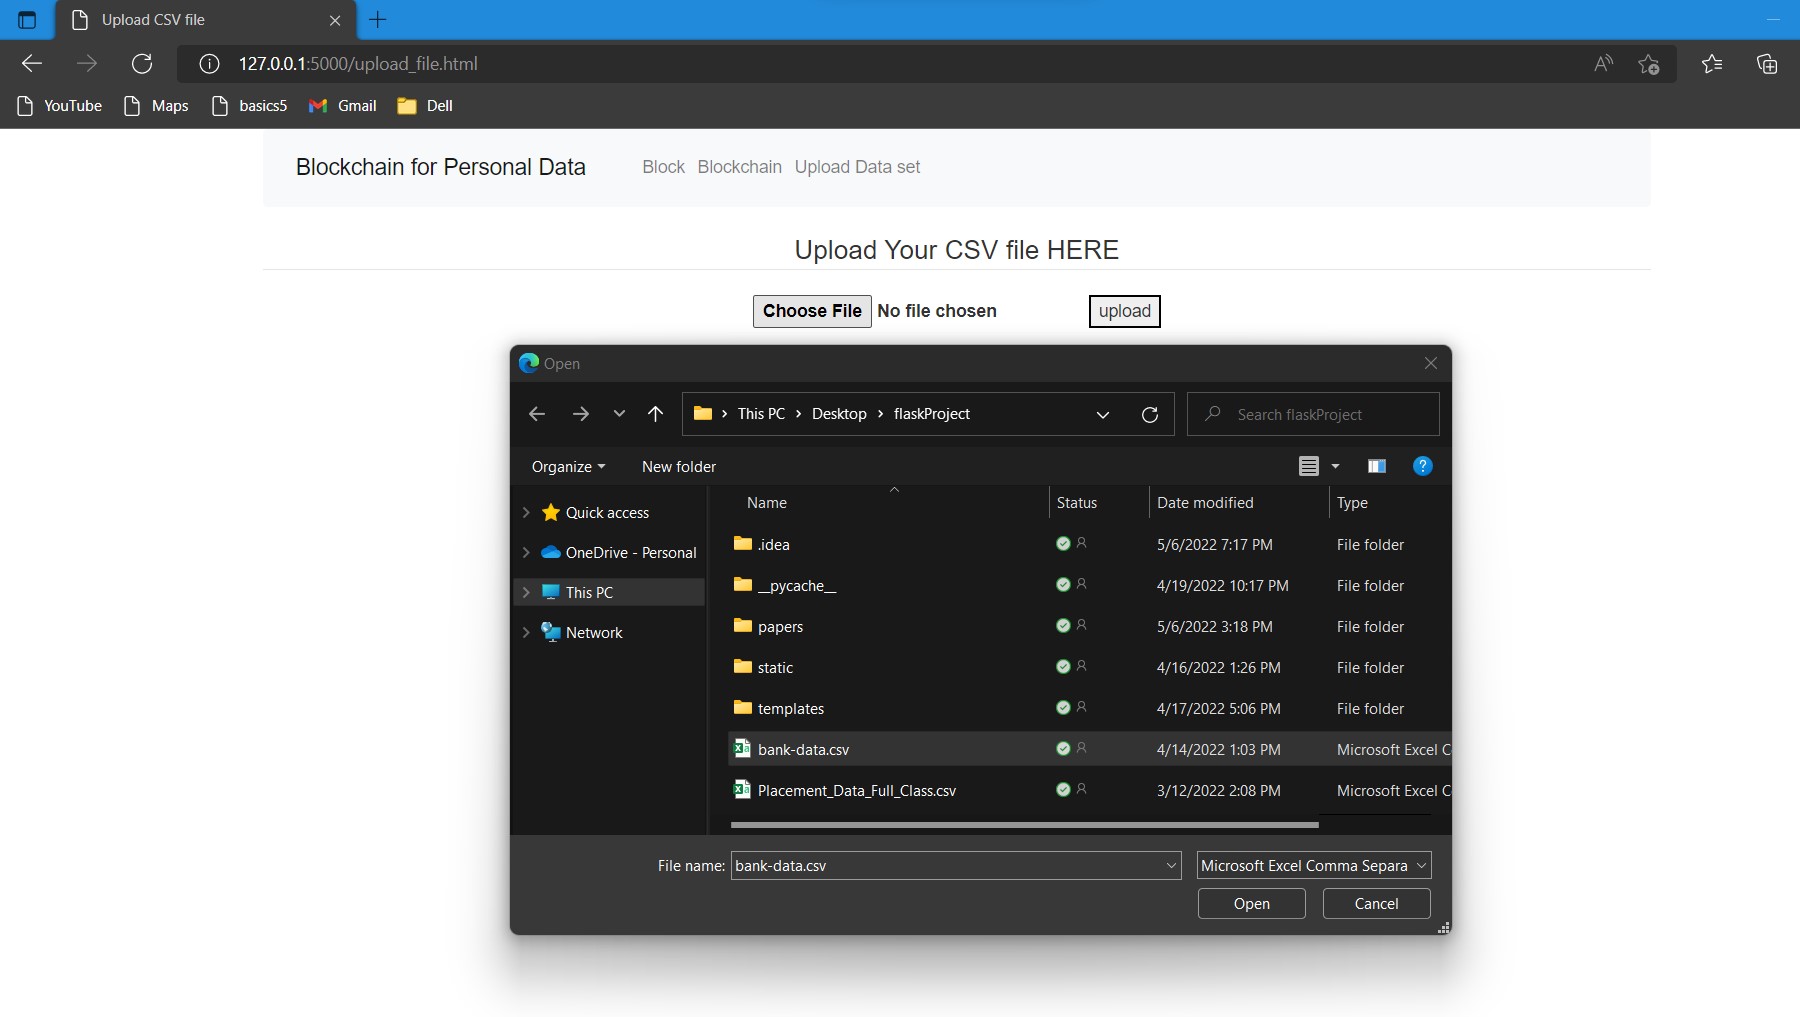 Upload CSV file
127.0.0.1:5000/upload_file.html
YouTube Maps basics5 Gmail Dell
Blockchain for Personal Data Block Blockchain Upload Data set
Upload Your CSV file HERE
Choose File No file chosen upload
Open
This PC Desktop flaskProject Search flaskProject
Organize New folder
Name Status Date modified Type
Quick access
OneDrive - Personal
This PC
Network
.idea 5/6/2022 7:17 PM File folder
__pycache__ 4/19/2022 10:17 PM File folder
papers 5/6/2022 3:18 PM File folder
static 4/16/2022 1:26 PM File folder
templates 4/17/2022 5:06 PM File folder
bank-data.csv 4/14/2022 1:03 PM Microsoft Excel C
Placement_Data_Full_Class.csv 3/12/2022 2:08 PM Microsoft Excel C
File name: bank-data.csv Microsoft Excel Comma Separa
Open Cancel